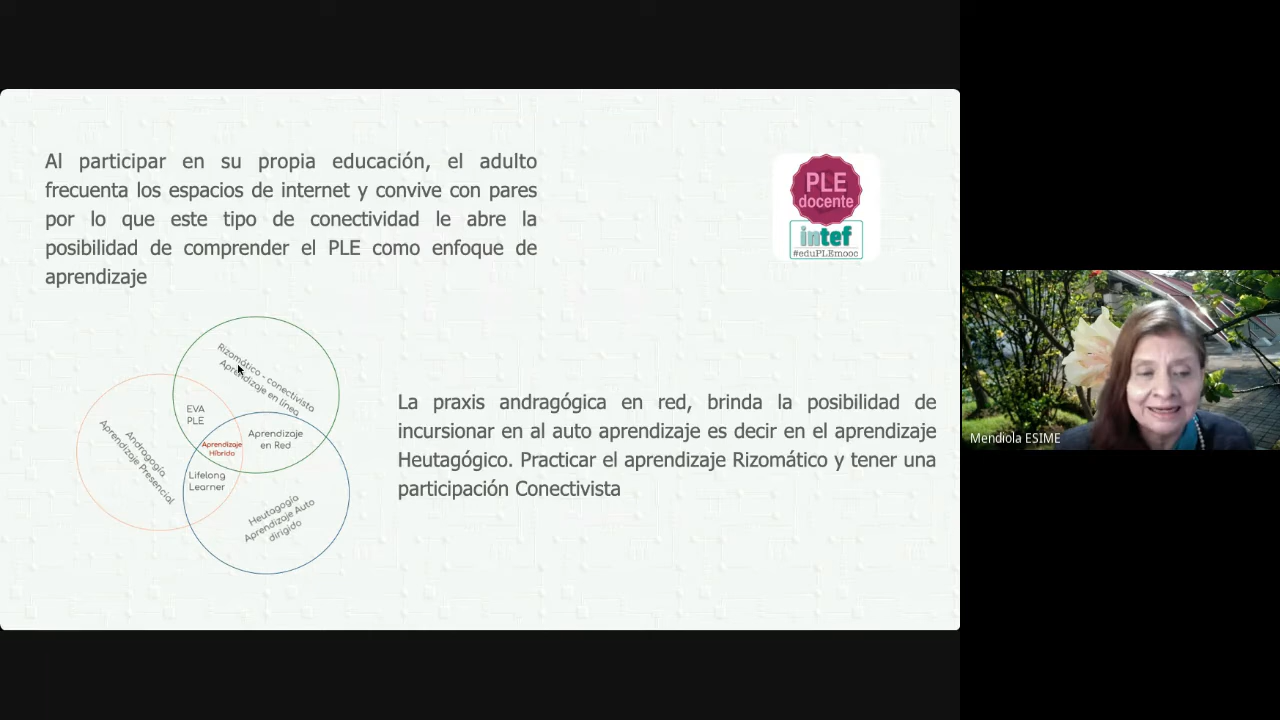 Al participar en su propia educación, el adulto
frecuenta los espacios de internet y convive con pares
por lo que este tipo de conectividad le abre la
posibilidad de comprender el PLE como enfoque de
aprendizaje
PLE
docente
intef
#eduPLEmooc
Rizomático - conectivista
Aprendizaje en línea
EVA
PLE
Aprendizaje
en Red
Aprendizaje
Híbrido
Andragogía
Aprendizaje Presencial
Lifelong
Learner
Heutagogía
Aprendizaje Auto
dirigido
La praxis andragógica en red, brinda la posibilidad de
incursionar en al auto aprendizaje es decir en el aprendizaje
Heutagógico. Practicar el aprendizaje Rizomático y tener una
participación Conectivista
Mendiola ESIME